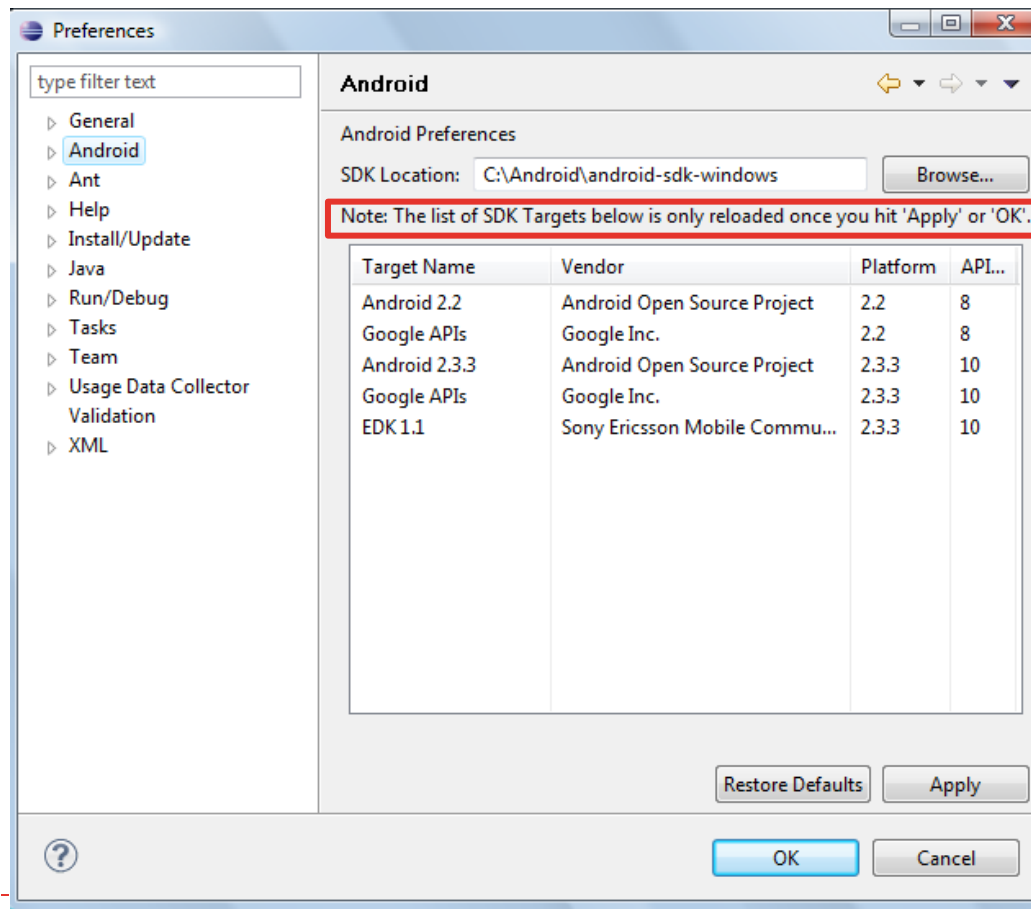 Preferences
type filter text
General
Android
Ant
Help
Install/Update
Java
Run/Debug
Tasks
Team
Usage Data Collector
Validation
XML
Android
Android Preferences
SDK Location: C:\Android\android-sdk-windows Browse...
Note: The list of SDK Targets below is only reloaded once you hit 'Apply' or 'OK'.
Target Name Vendor Platform API...
Android 2.2 Android Open Source Project 2.2 8
Google APIs Google Inc. 2.2 8
Android 2.3.3 Android Open Source Project 2.3.3 10
Google APIs Google Inc. 2.3.3 10
EDK 1.1 Sony Ericsson Mobile Commu... 2.3.3 10
Restore Defaults Apply
? OK Cancel